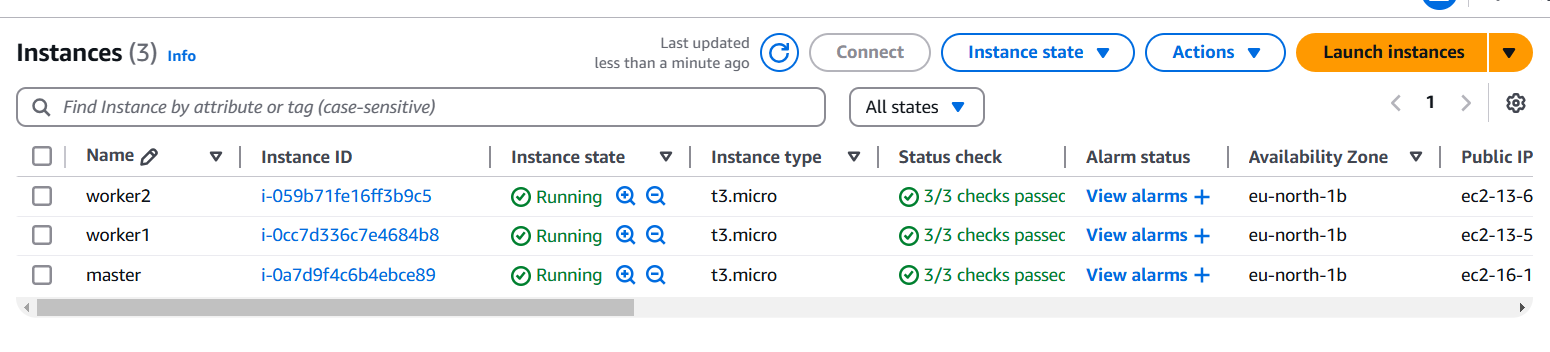 Instances (3) Info
Last updated
less than a minute ago
Connect
Instance state
Actions
Launch instances
Find Instance by attribute or tag (case-sensitive)
All states
1
Name Instance ID Instance state Instance type Status check Alarm status Availability Zone Public IP
worker2 i-059b71fe16ff3b9c5 Running t3.micro 3/3 checks passec View alarms + eu-north-1b ec2-13-6
worker1 i-0cc7d336c7e4684b8 Running t3.micro 3/3 checks passec View alarms + eu-north-1b ec2-13-5
master i-0a7d9f4c6b4ebce89 Running t3.micro 3/3 checks passec View alarms + eu-north-1b ec2-16-1